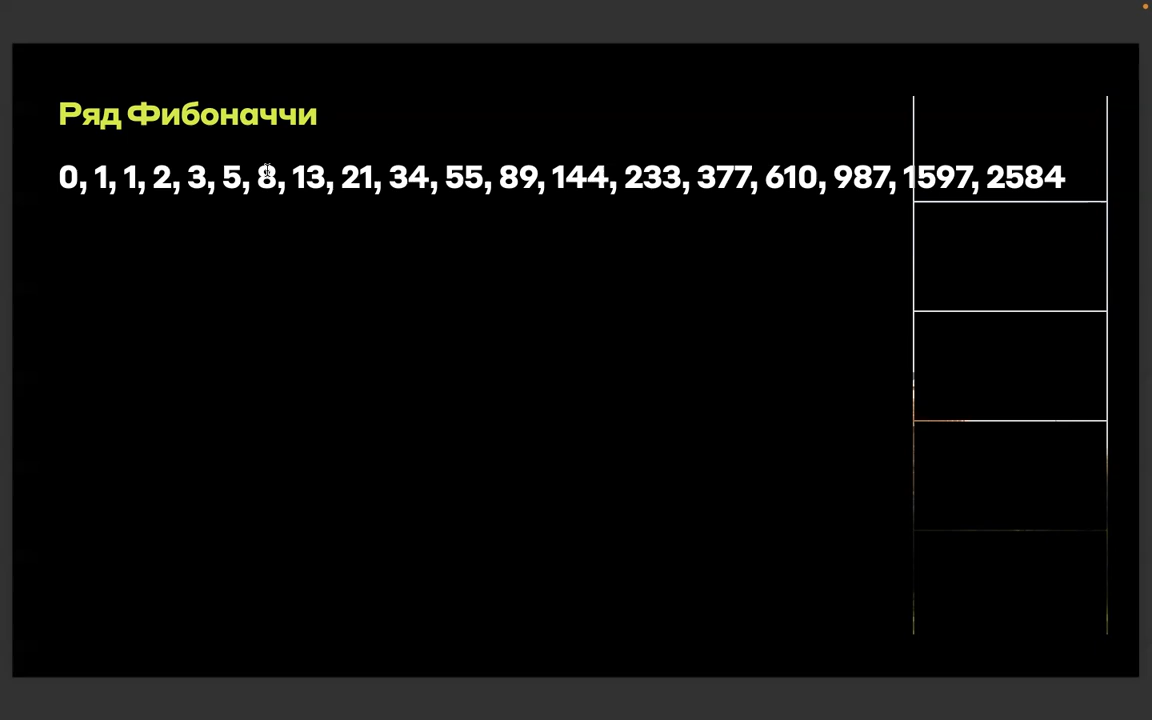 Ряд Фибоначчи
0, 1, 1, 2, 3, 5, 8, 13, 21, 34, 55, 89, 144, 233, 377, 610, 987, 1597, 2584